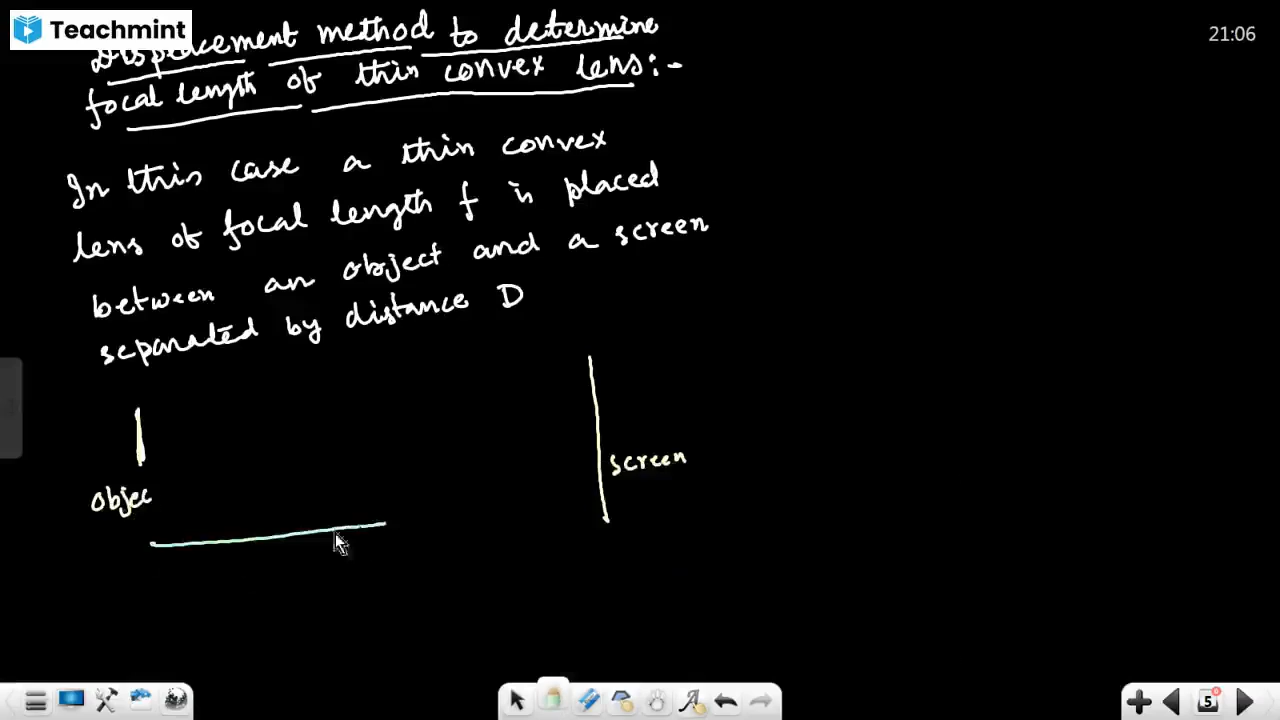 Teachmint
21:06
Displacement method to determine
focal length of thin convex lens:-
In this case a thin convex
lens of focal length f is placed
between an object and a screen
separated by distance D
screen
objec
5